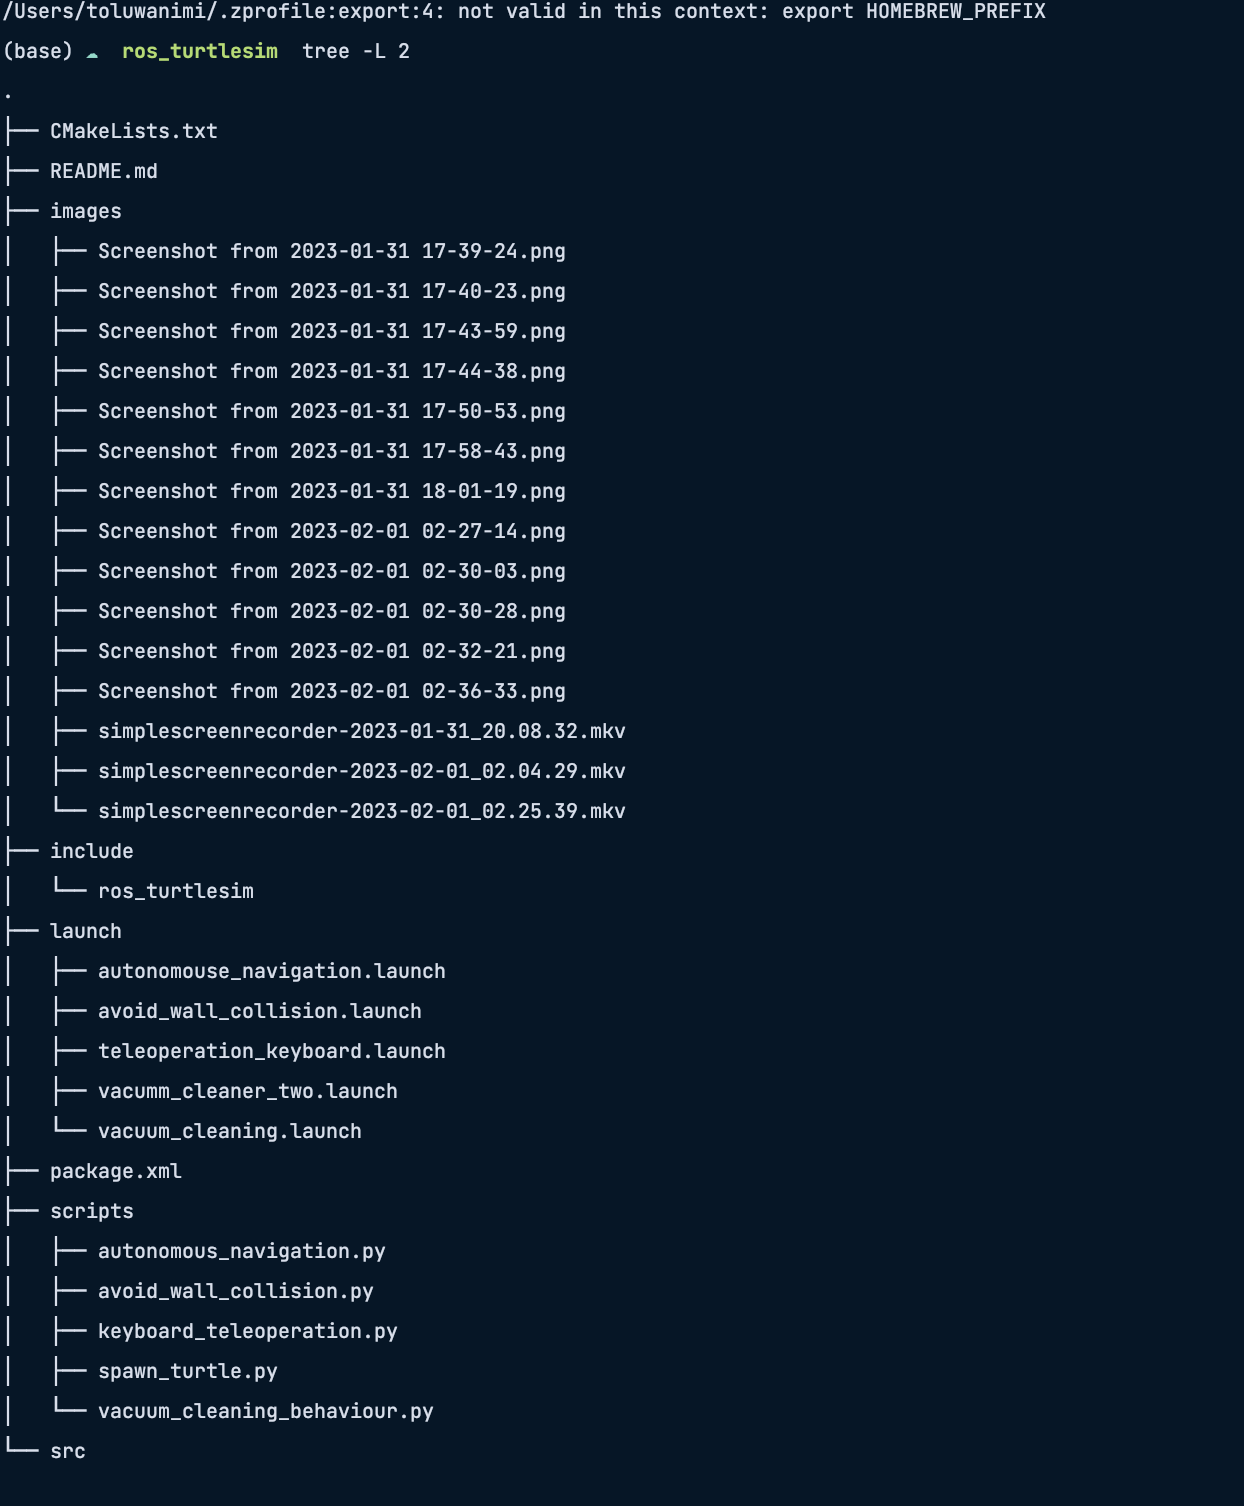 /Users/toluwanimi/.zprofile:export:4: not valid in this context: export HOMEBREW_PREFIX
(base) ☁  ros_turtlesim  tree -L 2
.
├── CMakeLists.txt
├── README.md
├── images
│   ├── Screenshot from 2023-01-31 17-39-24.png
│   ├── Screenshot from 2023-01-31 17-40-23.png
│   ├── Screenshot from 2023-01-31 17-43-59.png
│   ├── Screenshot from 2023-01-31 17-44-38.png
│   ├── Screenshot from 2023-01-31 17-50-53.png
│   ├── Screenshot from 2023-01-31 17-58-43.png
│   ├── Screenshot from 2023-01-31 18-01-19.png
│   ├── Screenshot from 2023-02-01 02-27-14.png
│   ├── Screenshot from 2023-02-01 02-30-03.png
│   ├── Screenshot from 2023-02-01 02-30-28.png
│   ├── Screenshot from 2023-02-01 02-32-21.png
│   ├── Screenshot from 2023-02-01 02-36-33.png
│   ├── simplescreenrecorder-2023-01-31_20.08.32.mkv
│   ├── simplescreenrecorder-2023-02-01_02.04.29.mkv
│   └── simplescreenrecorder-2023-02-01_02.25.39.mkv
├── include
│   └── ros_turtlesim
├── launch
│   ├── autonomouse_navigation.launch
│   ├── avoid_wall_collision.launch
│   ├── teleoperation_keyboard.launch
│   ├── vacumm_cleaner_two.launch
│   └── vacuum_cleaning.launch
├── package.xml
├── scripts
│   ├── autonomous_navigation.py
│   ├── avoid_wall_collision.py
│   ├── keyboard_teleoperation.py
│   ├── spawn_turtle.py
│   └── vacuum_cleaning_behaviour.py
└── src